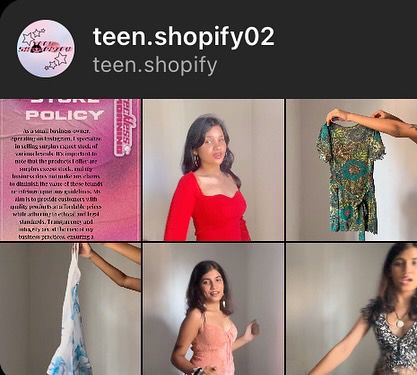 teen.shopify02
teen.shopify
STORE
POLICY
As a small business owner,
operating on Instagram, I specialize
in selling surplus export stock of
various brands. It's important to
note that the products I offer are
surplus export stock, and my
business does not make any claims
to diminish the value of these brands
or infringe upon any guidelines. My
aim is to provide customers with
quality products at affordable prices
while adhering to ethical and legal
standards. Transparency and
integrity are at the core of my
business practices, ensuring a